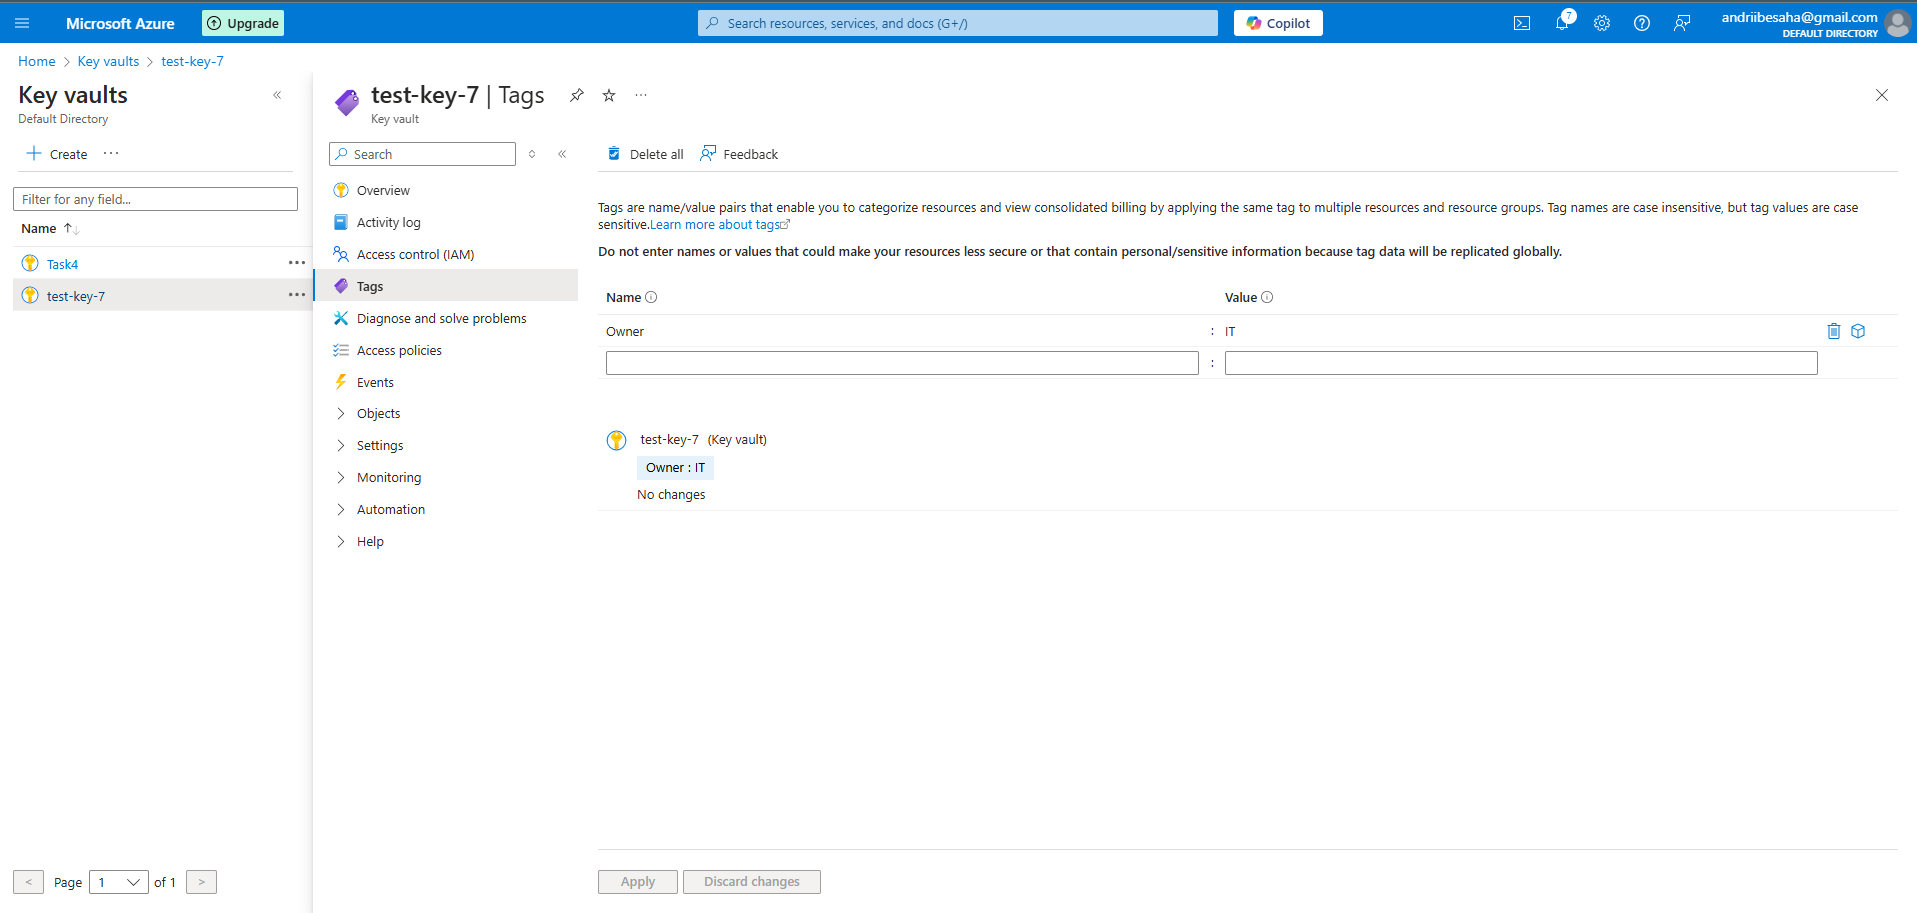 Microsoft Azure
Upgrade
Search resources, services, and docs (G+/)
Copilot
7
andriibesaha@gmail.com
DEFAULT DIRECTORY
Home > Key vaults > test-key-7
Key vaults
Default Directory
Create
Filter for any field...
Name
Task4
test-key-7
Page 1 of 1
test-key-7 | Tags
Key vault
Search
Overview
Activity log
Access control (IAM)
Tags
Diagnose and solve problems
Access policies
Events
Objects
Settings
Monitoring
Automation
Help
Delete all
Feedback
Tags are name/value pairs that enable you to categorize resources and view consolidated billing by applying the same tag to multiple resources and resource groups. Tag names are case insensitive, but tag values are case
sensitive.Learn more about tags
Do not enter names or values that could make your resources less secure or that contain personal/sensitive information because tag data will be replicated globally.
Name Value
Owner : IT
:
test-key-7 (Key vault)
Owner : IT
No changes
Apply
Discard changes